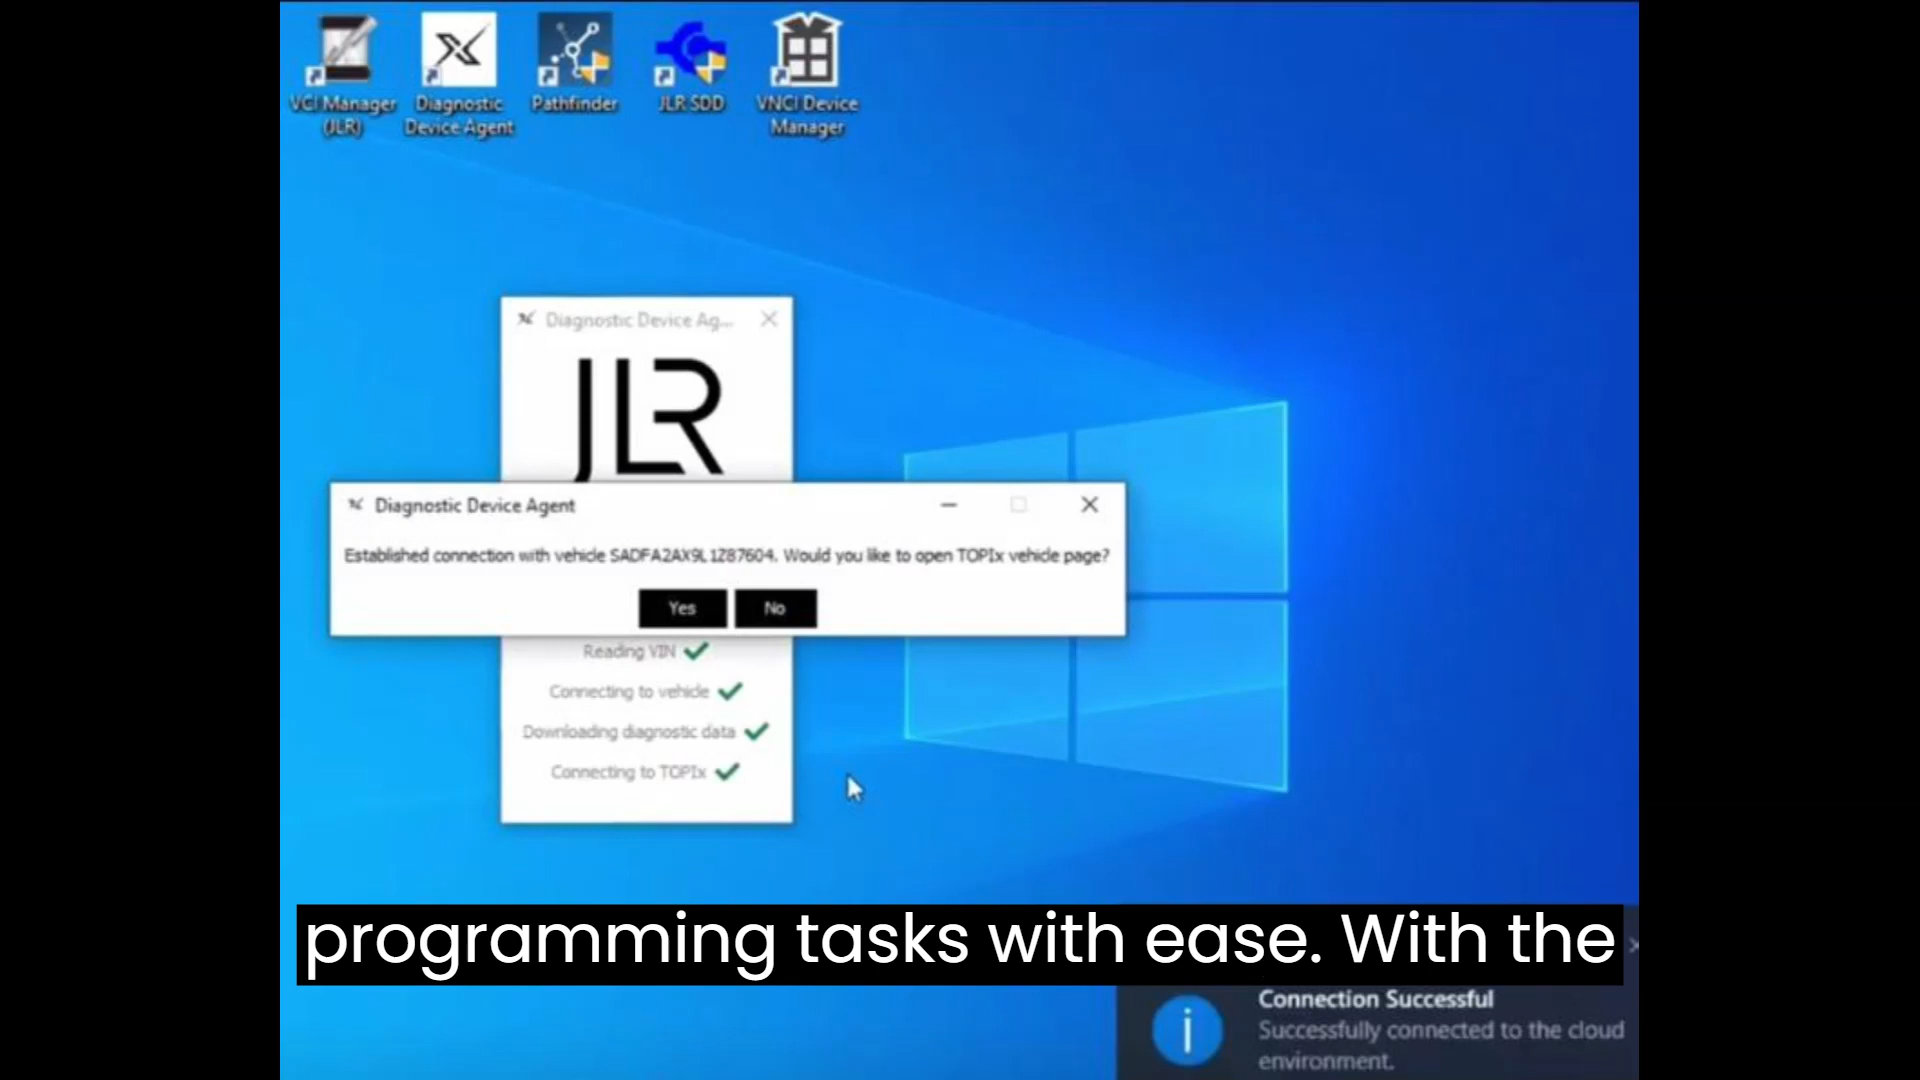 VCI Manager
(JLR)
Diagnostic
Device Agent
Pathfinder
JLR SDD
VNCI Device
Manager
Diagnostic Device Ag...
JLR
Diagnostic Device Agent
Established connection with vehicle SADFA2AX9L1Z87604. Would you like to open TOPIx vehicle page?
Yes
No
Reading VIN
Connecting to vehicle
Downloading diagnostic data
Connecting to TOPIx
programming tasks with ease. With the
Connection Successful
Successfully connected to the cloud
environment.